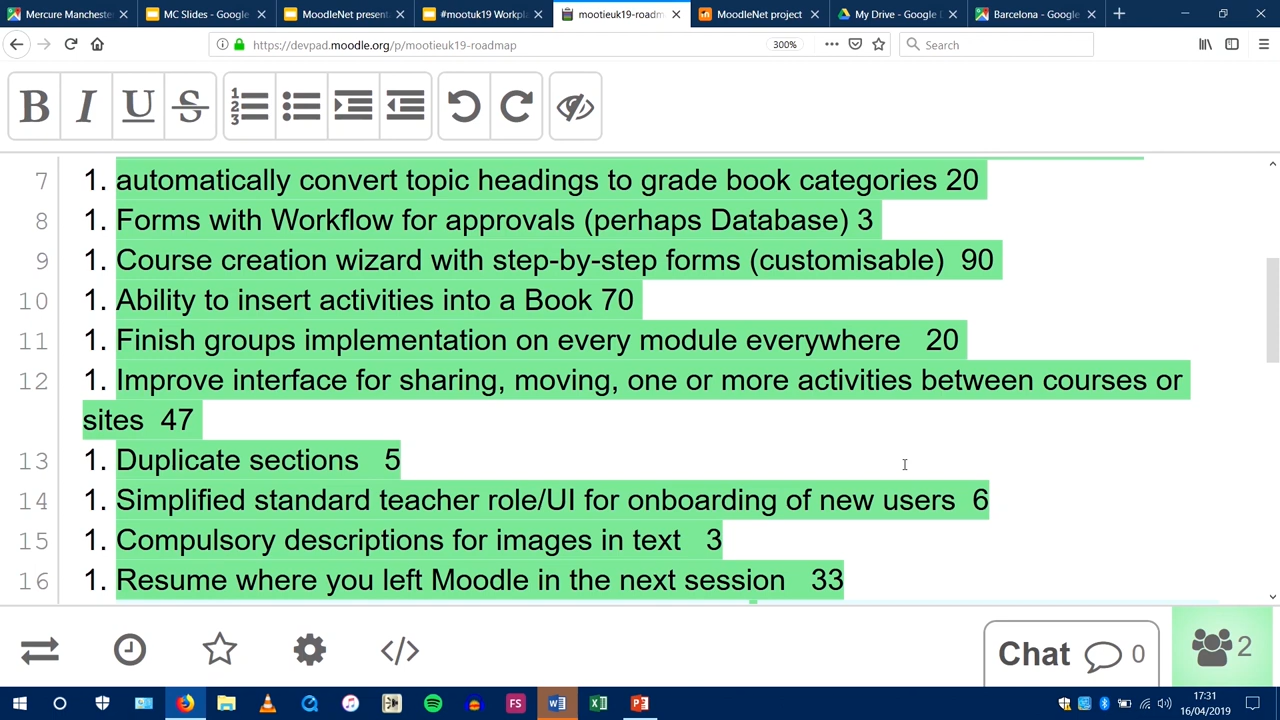 Mercure Manchester
MC Slides - Google
MoodleNet present
#mootuk19 Workpl
mootieuk19-roadm
MoodleNet project
My Drive - Google D
Barcelona - Google
https://devpad.moodle.org/p/mootieuk19-roadmap
300%
Search
B I U S
7 1. automatically convert topic headings to grade book categories 20
8 1. Forms with Workflow for approvals (perhaps Database) 3
9 1. Course creation wizard with step-by-step forms (customisable) 90
10 1. Ability to insert activities into a Book 70
11 1. Finish groups implementation on every module everywhere 20
12 1. Improve interface for sharing, moving, one or more activities between courses or
sites 47
13 1. Duplicate sections 5
14 1. Simplified standard teacher role/UI for onboarding of new users 6
15 1. Compulsory descriptions for images in text 3
16 1. Resume where you left Moodle in the next session 33
Chat 0
2
FS
17:31
16/04/2019